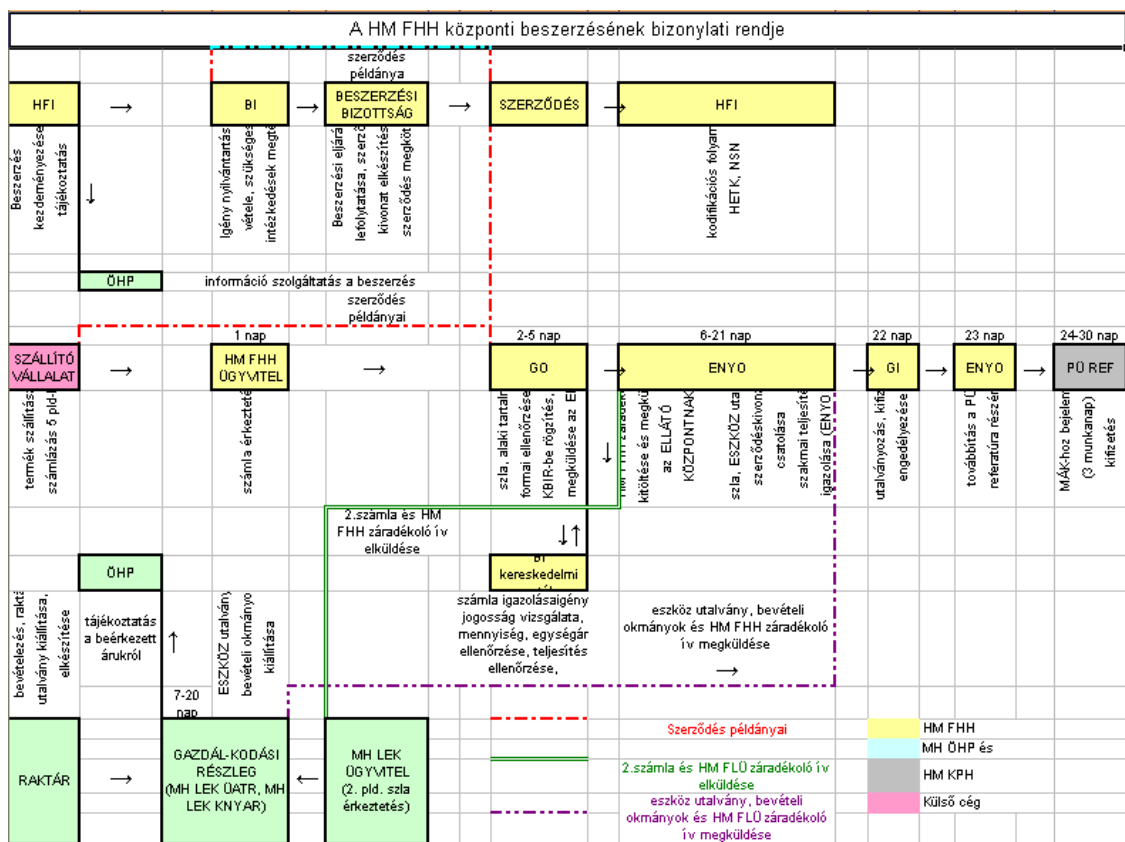 A HM FHH központi beszerzésének bizonylati rendje
szerződés
példánya
HFI
→
BI
→
BESZERZÉSI
BIZOTTSÁG
→
SZERZŐDÉS
→
HFI
Beszerzés
kezdeményezése
tájékoztatás
↓
Igény nyilvántartás
vétele, szükséges
intézkedések megté
Beszerzési eljárá
lefolytatása, szerző
kivonat elkészítés
szerződés megköt
kodifikációs folyam
HETK, NSN
ÖHP
információ szolgáltatás a beszerzés
szerződés
példányai
1 nap
2-5 nap
6-21 nap
22 nap
23 nap
24-30 nap
SZÁLLÍTÓ
VÁLLALAT
→
HM FHH
ÜGYVITEL
→
GO
→
ENYO
→
GI
→
ENYO
→
PÜ REF
termék szállítása
számlázás 5 pld-
számla érkezteté
szla, alaki tartalm
formai ellenőrzése
KBIR-be rögzítés,
megküldése az E
↓
HM FHH záradék
kitöltése és megkü
az ELLÁTÓ
KÖZPONTNAK
szla, ESZKÖZ uta
szerződéskivona
csatolása
szakmai teljesíté
igazolása (ENYO
utalványozás, kifiz
engedélyezése
továbbítás a PÜ
referatúra részér
MÁK-hoz bejelen
(3 munkanap)
kifizetés
2.számla és HM
FHH záradékoló ív
elküldése
↓↑
ÖHP
BI
kereskedelmi
bevételezés, raktá
utalvány kiállítása,
elkészítése
tájékoztatás
a beérkezett
árukról
↑
ESZKÖZ utalvány
bevételi okmányo
kiállítása
számla igazolásaigény
jogosság vizsgálata,
mennyiség, egységár
ellenőrzése, teljesítés
ellenőrzése,
eszköz utalvány, bevételi
okmányok és HM FHH záradékoló
ív megküldése
→
7-20
nap
RAKTÁR
→
GAZDÁL-KODÁSI
RÉSZLEG
(MH LEK ÜATR, MH
LEK KNYAR)
←
MH LEK
ÜGYVITEL
(2. pld. szla
érkeztetés)
Szerződés példányai
2.számla és HM FLÜ záradékoló ív
elküldése
eszköz utalvány, bevételi
okmányok és HM FLÜ záradékoló
ív megküldése
HM FHH
MH ÖHP és
HM KPH
Külső cég